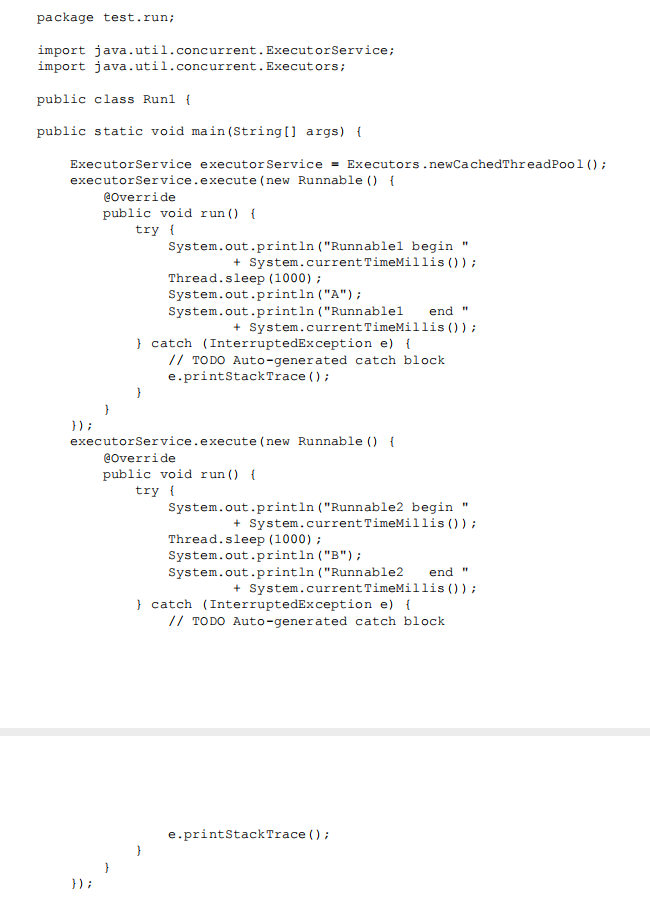 package test.run;
import java.util.concurrent.ExecutorService;
import java.util.concurrent.Executors;
public class Run1 {
public static void main(String[] args) {
    ExecutorService executorService = Executors.newCachedThreadPool();
    executorService.execute(new Runnable() {
        @Override
        public void run() {
            try {
                System.out.println("Runnable1 begin "
                        + System.currentTimeMillis());
                Thread.sleep(1000);
                System.out.println("A");
                System.out.println("Runnable1   end "
                        + System.currentTimeMillis());
            } catch (InterruptedException e) {
                // TODO Auto-generated catch block
                e.printStackTrace();
            }
        }
    });
    executorService.execute(new Runnable() {
        @Override
        public void run() {
            try {
                System.out.println("Runnable2 begin "
                        + System.currentTimeMillis());
                Thread.sleep(1000);
                System.out.println("B");
                System.out.println("Runnable2   end "
                        + System.currentTimeMillis());
            } catch (InterruptedException e) {
                // TODO Auto-generated catch block
                e.printStackTrace();
            }
        }
    });